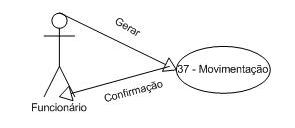 Gerar
37 - Movimentação
Confirmação
Funcionário